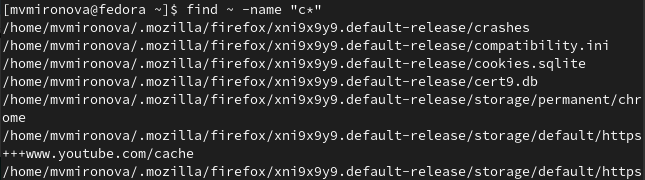 [mvmironova@fedora ~]$ find ~ -name "c*"
/home/mvmironova/.mozilla/firefox/xni9x9y9.default-release/crashes
/home/mvmironova/.mozilla/firefox/xni9x9y9.default-release/compatibility.ini
/home/mvmironova/.mozilla/firefox/xni9x9y9.default-release/cookies.sqlite
/home/mvmironova/.mozilla/firefox/xni9x9y9.default-release/cert9.db
/home/mvmironova/.mozilla/firefox/xni9x9y9.default-release/storage/permanent/chr
ome
/home/mvmironova/.mozilla/firefox/xni9x9y9.default-release/storage/default/https
+++www.youtube.com/cache
/home/mvmironova/.mozilla/firefox/xni9x9y9.default-release/storage/default/https